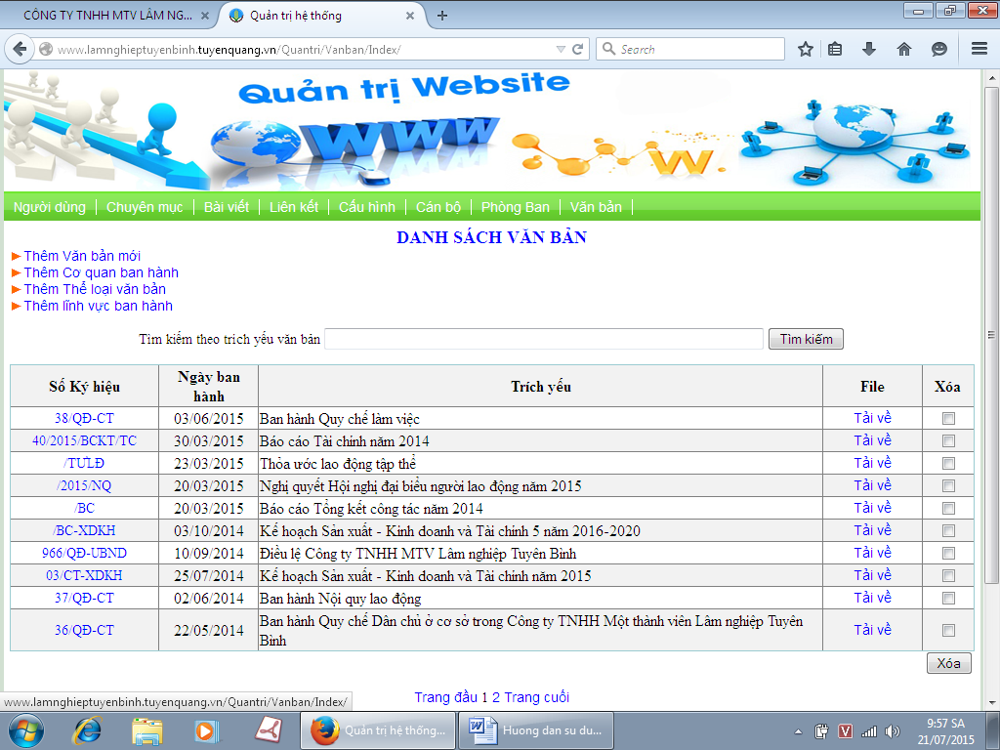 CÔNG TY TNHH MTV LÂM NG...
Quản trị hệ thống
www.lamnghieptuyenbinh.tuyenquang.vn/Quantri/Vanban/Index/
Search
Quản trị Website
WWW
W
Người dùng | Chuyên mục | Bài viết | Liên kết | Cấu hình | Cán bộ | Phòng Ban | Văn bản |
DANH SÁCH VĂN BẢN
Thêm Văn bản mới
Thêm Cơ quan ban hành
Thêm Thể loại văn bản
Thêm lĩnh vực ban hành
Tìm kiếm theo trích yếu văn bản Tìm kiếm
Số Ký hiệu Ngày ban hành Trích yếu File Xóa
38/QĐ-CT 03/06/2015 Ban hành Quy chế làm việc Tải về
40/2015/BCKT/TC 30/03/2015 Báo cáo Tài chính năm 2014 Tải về
/TƯLĐ 23/03/2015 Thỏa ước lao động tập thể Tải về
/2015/NQ 20/03/2015 Nghị quyết Hội nghị đại biểu người lao động năm 2015 Tải về
/BC 20/03/2015 Báo cáo Tổng kết công tác năm 2014 Tải về
/BC-XDKH 03/10/2014 Kế hoạch Sản xuất - Kinh doanh và Tài chính 5 năm 2016-2020 Tải về
966/QĐ-UBND 10/09/2014 Điều lệ Công ty TNHH MTV Lâm nghiệp Tuyên Bình Tải về
03/CT-XDKH 25/07/2014 Kế hoạch Sản xuất - Kinh doanh và Tài chính năm 2015 Tải về
37/QĐ-CT 02/06/2014 Ban hành Nội quy lao động Tải về
36/QĐ-CT 22/05/2014 Ban hành Quy chế Dân chủ ở cơ sở trong Công ty TNHH Một thành viên Lâm nghiệp Tuyên Bình Tải về
Xóa
Trang đầu 1 2 Trang cuối
www.lamnghieptuyenbinh.tuyenquang.vn/Quantri/Vanban/Index/
Quản trị hệ thống...
Huong dan su du...
V
9:57 SA
21/07/2015